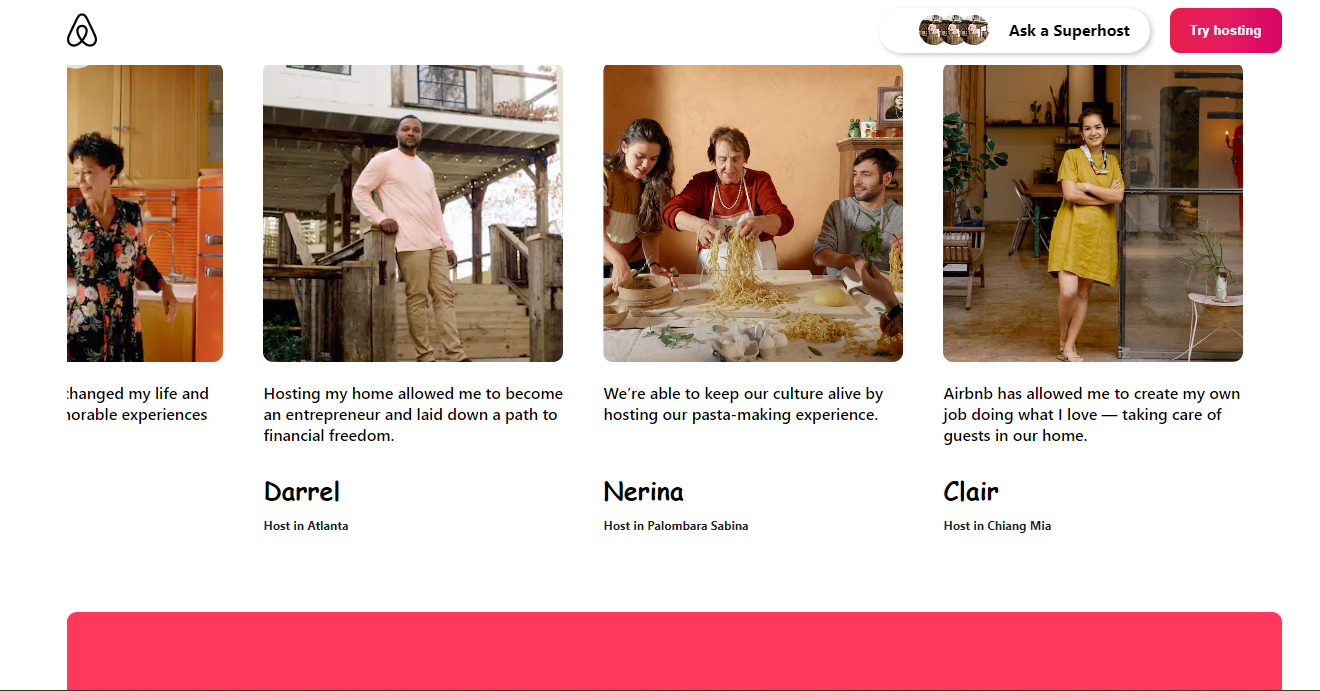 Ask a Superhost
Try hosting
changed my life and
norable experiences
Hosting my home allowed me to become
an entrepreneur and laid down a path to
financial freedom.
Darrel
Host in Atlanta
We’re able to keep our culture alive by
hosting our pasta-making experience.
Nerina
Host in Palombara Sabina
Airbnb has allowed me to create my own
job doing what I love — taking care of
guests in our home.
Clair
Host in Chiang Mia